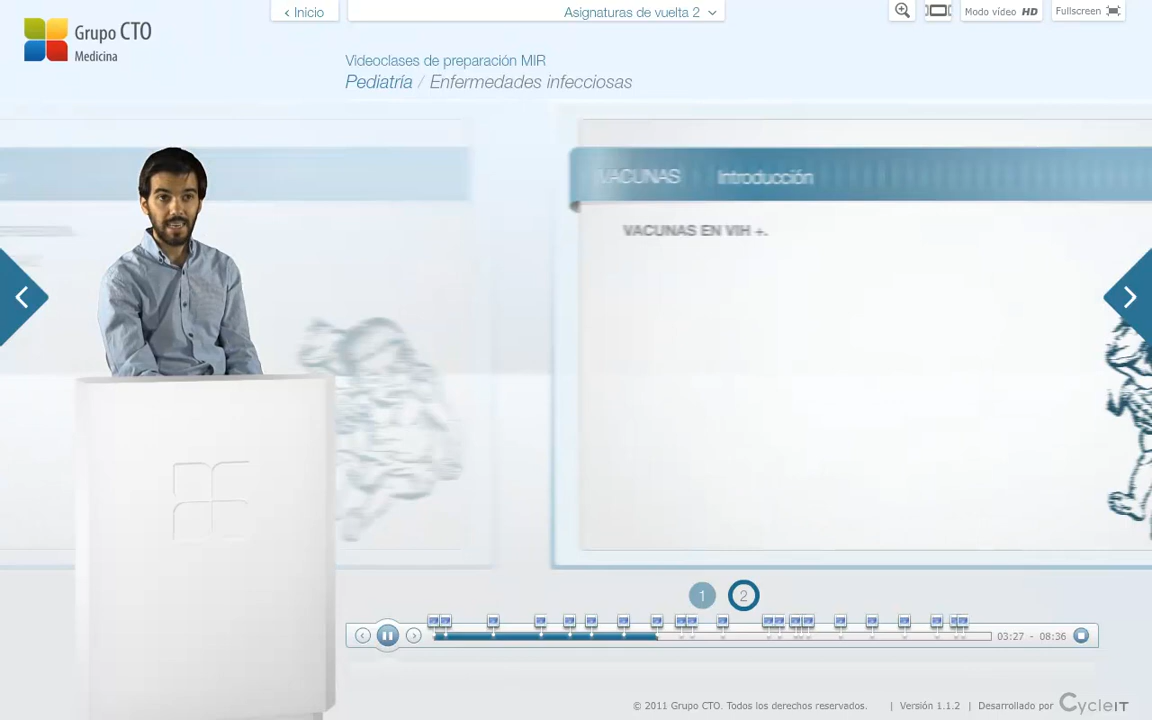 Grupo CTO
Medicina
‹ Inicio
Asignaturas de vuelta 2
Modo vídeo HD
Fullscreen
Videoclases de preparación MIR
Pediatría / Enfermedades infecciosas
VACUNAS Introducción
VACUNAS EN VIH +.
1 2
03:27 - 08:36
© 2011 Grupo CTO. Todos los derechos reservados. | Versión 1.1.2 | Desarrollado por CycleIT